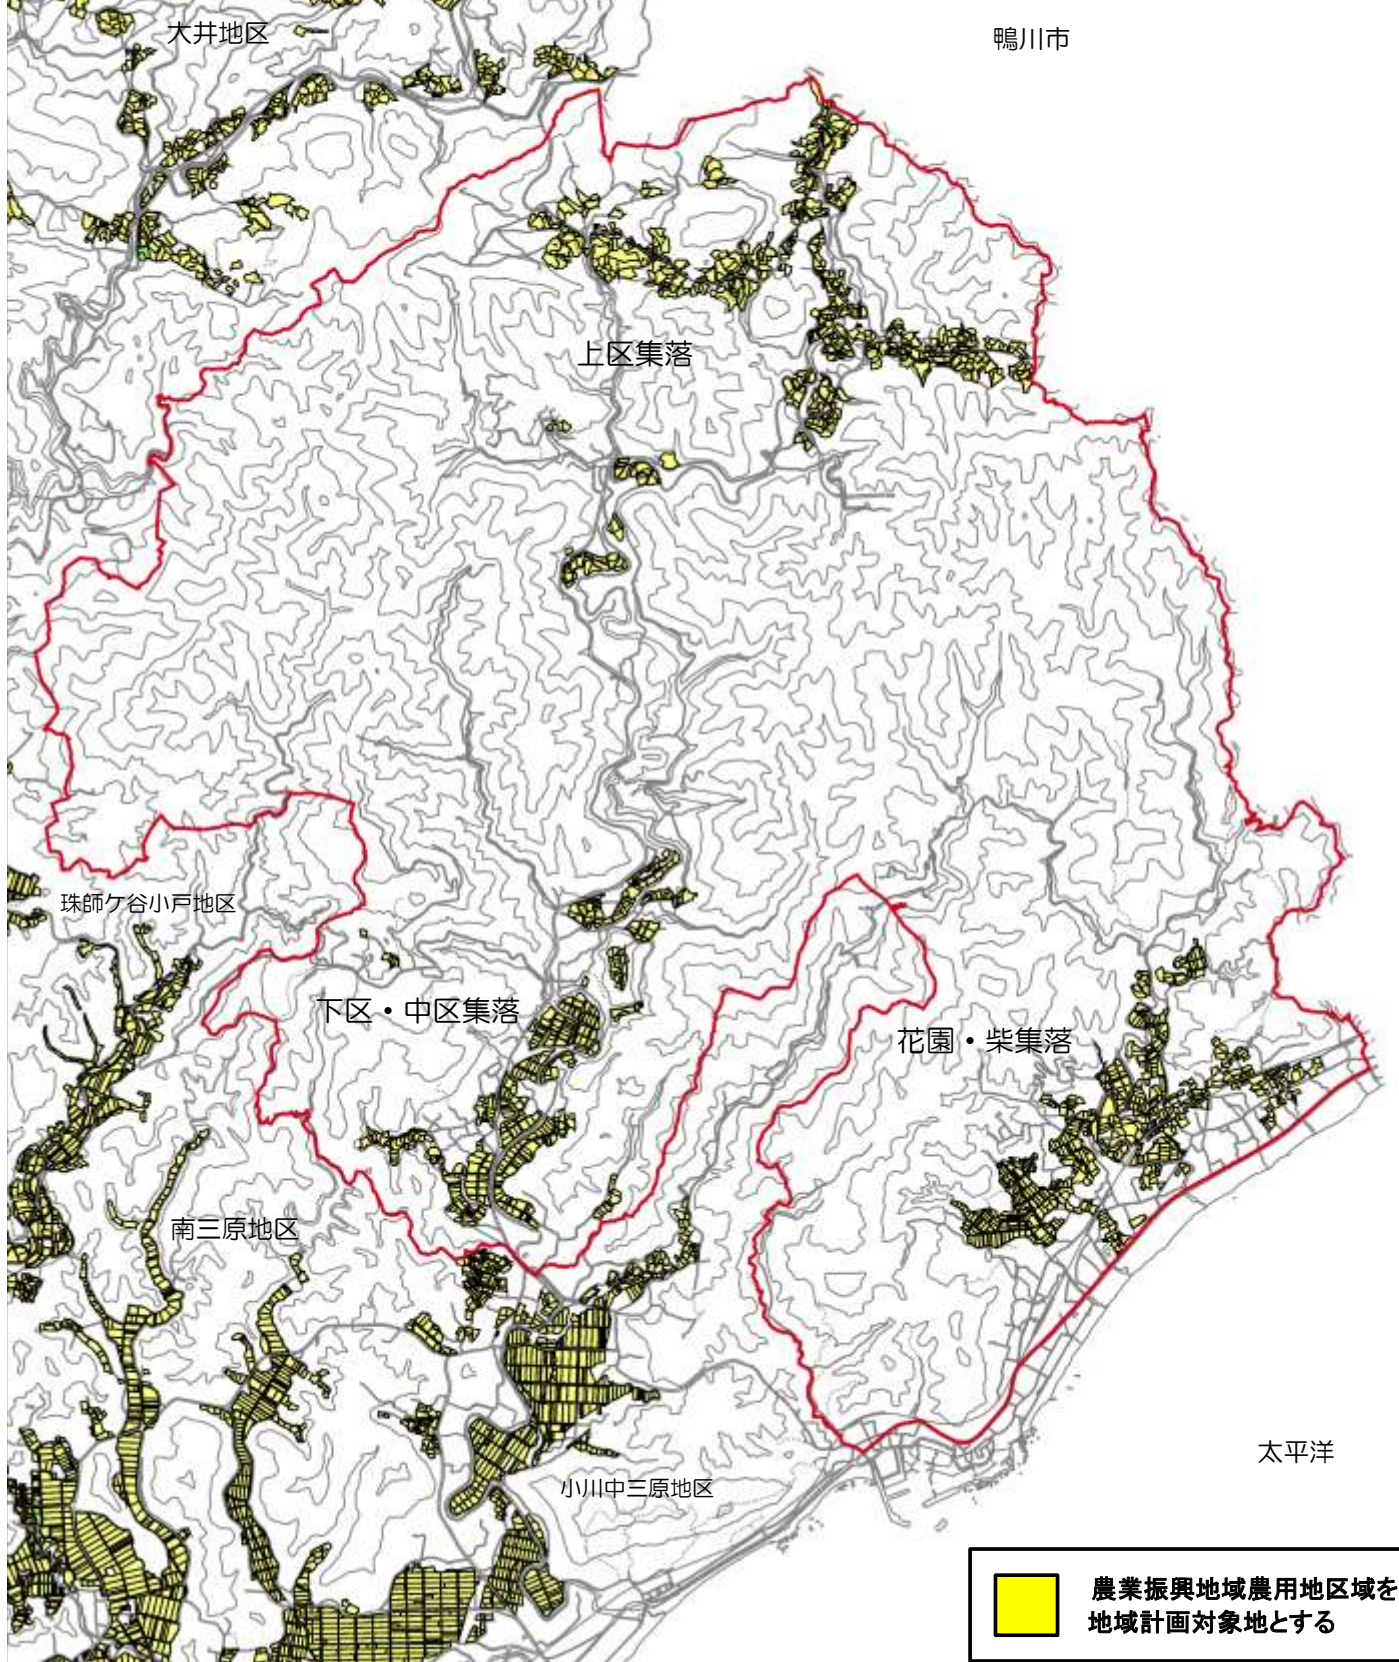 大井地区
鴨川市
上区集落
珠師ケ谷小戸地区
下区・中区集落
花園・柴集落
南三原地区
太平洋
小川中三原地区
農業振興地域農用地区域を
地域計画対象地とする